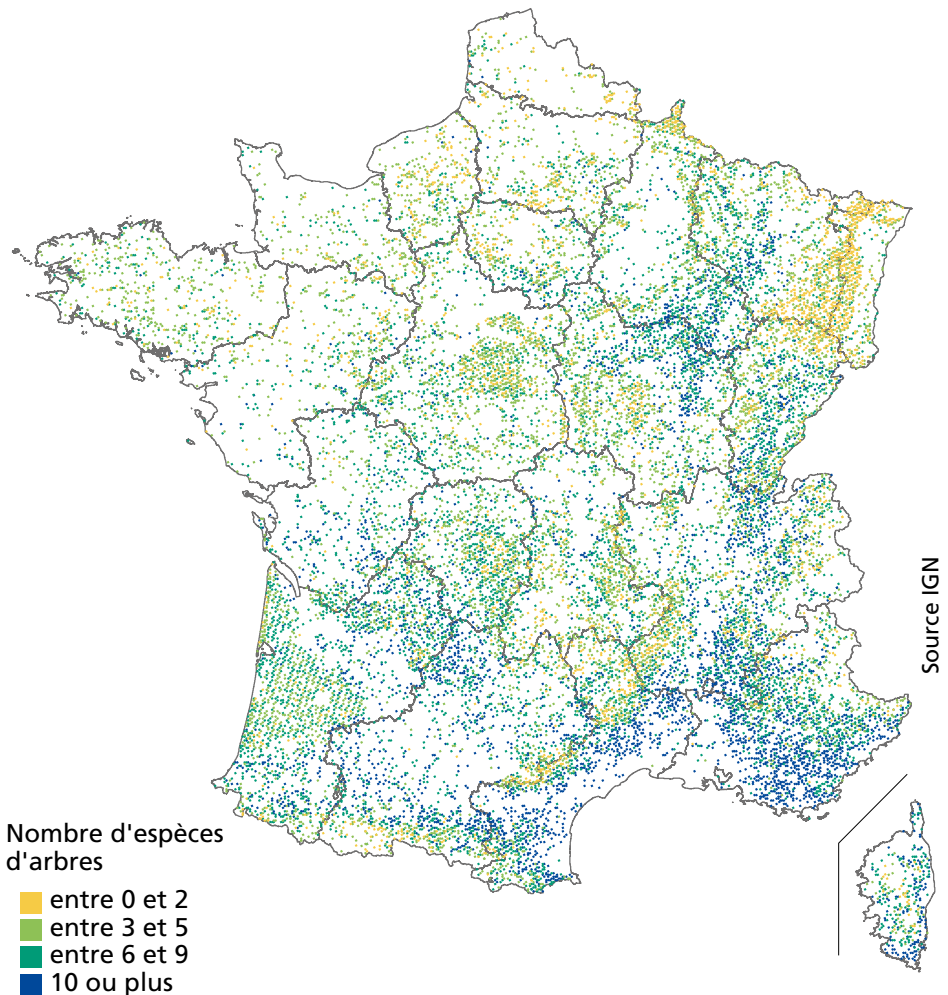 Source IGN
Nombre d'espèces
d'arbres
entre 0 et 2
entre 3 et 5
entre 6 et 9
10 ou plus